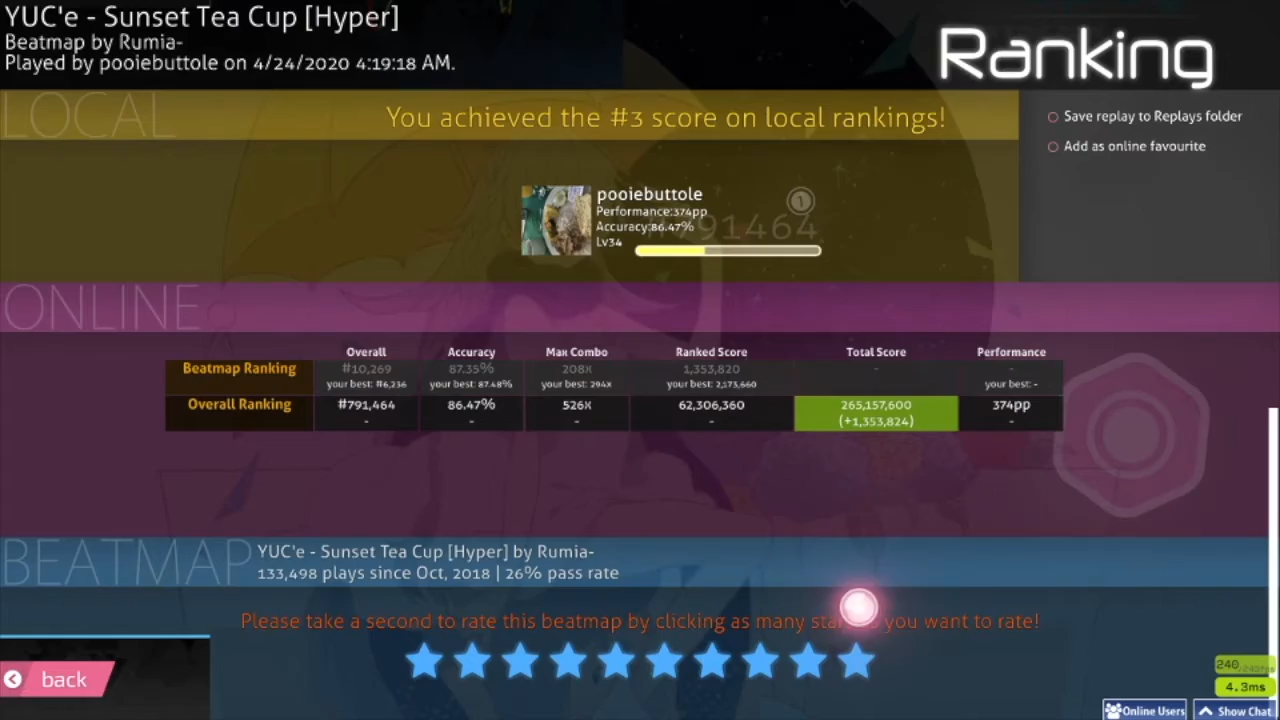 YUC'e - Sunset Tea Cup [Hyper]
Beatmap by Rumia-
Played by pooiebuttole on 4/24/2020 4:19:18 AM.
Ranking
LOCAL
You achieved the #3 score on local rankings!
Save replay to Replays folder
Add as online favourite
pooiebuttole
Performance:374pp
Accuracy:86.47%
Lv34
1
#791464
ONLINE
Overall Accuracy Max Combo Ranked Score Total Score Performance
Beatmap Ranking #10,269 87.35% 208x 1,353,820 - -
your best: #6,236 your best: 87.48% your best: 294x your best: 2,173,660 your best: -
Overall Ranking #791,464 86.47% 526x 62,306,360 265,157,600 374pp
- - - - (+1,353,824) -
BEATMAP
YUC'e - Sunset Tea Cup [Hyper] by Rumia-
133,498 plays since Oct, 2018 | 26% pass rate
Please take a second to rate this beatmap by clicking as many you want to rate!
back
240
4.3ms
Online Users
Show Chat